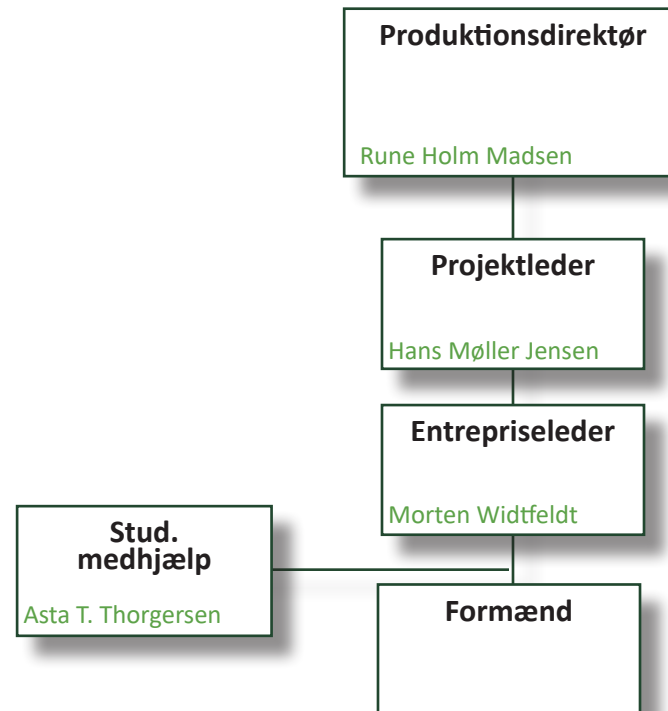 Produktionsdirektør
Rune Holm Madsen
Projektleder
Hans Møller Jensen
Entrepriseleder
Morten Widtfeldt
Stud.
medhjælp
Asta T. Thorgersen
Formænd